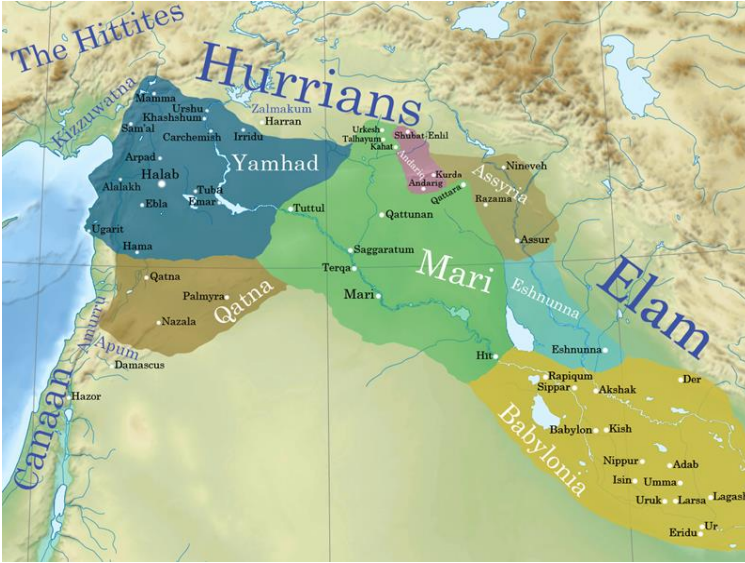 The Hittites
Hurrians
Kizzuwatna
Zalmakum
Mamma
Urshu
Khashshum
Sam'al
Carchemish
Irridu
Harran
Urkesh
Talhayum
Kahat
Shubat-Enlil
Andariq
Yamhad
Arpad
Halab
Alalakh
Tuba
Ebla
Emar
Ugarit
Hama
Tuttul
Kurda
Andarig
Qattara
Nineveh
Assyria
Razama
Assur
Qattunan
Saggaratum
Terqa
Mari
Mari
Qatna
Palmyra
Qatna
Nazala
Amurru
Apum
Damascus
Canaan
Hazor
Elam
Eshnunna
Eshnunna
Hit
Rapiqum
Sippar
Akshak
Der
Babylonia
Babylon
Kish
Nippur
Adab
Isin
Umma
Uruk
Larsa
Lagash
Ur
Eridu